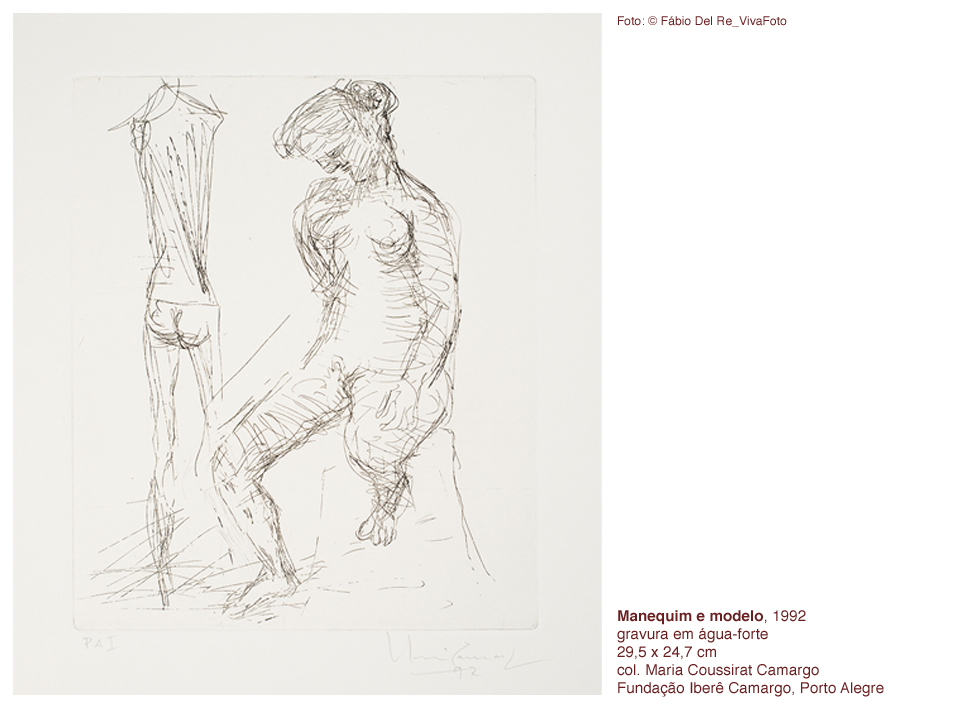 Foto: © Fábio Del Re_VivaFoto
P.A I
92
Manequim e modelo, 1992
gravura em água-forte
29,5 x 24,7 cm
col. Maria Coussirat Camargo
Fundação Iberê Camargo, Porto Alegre